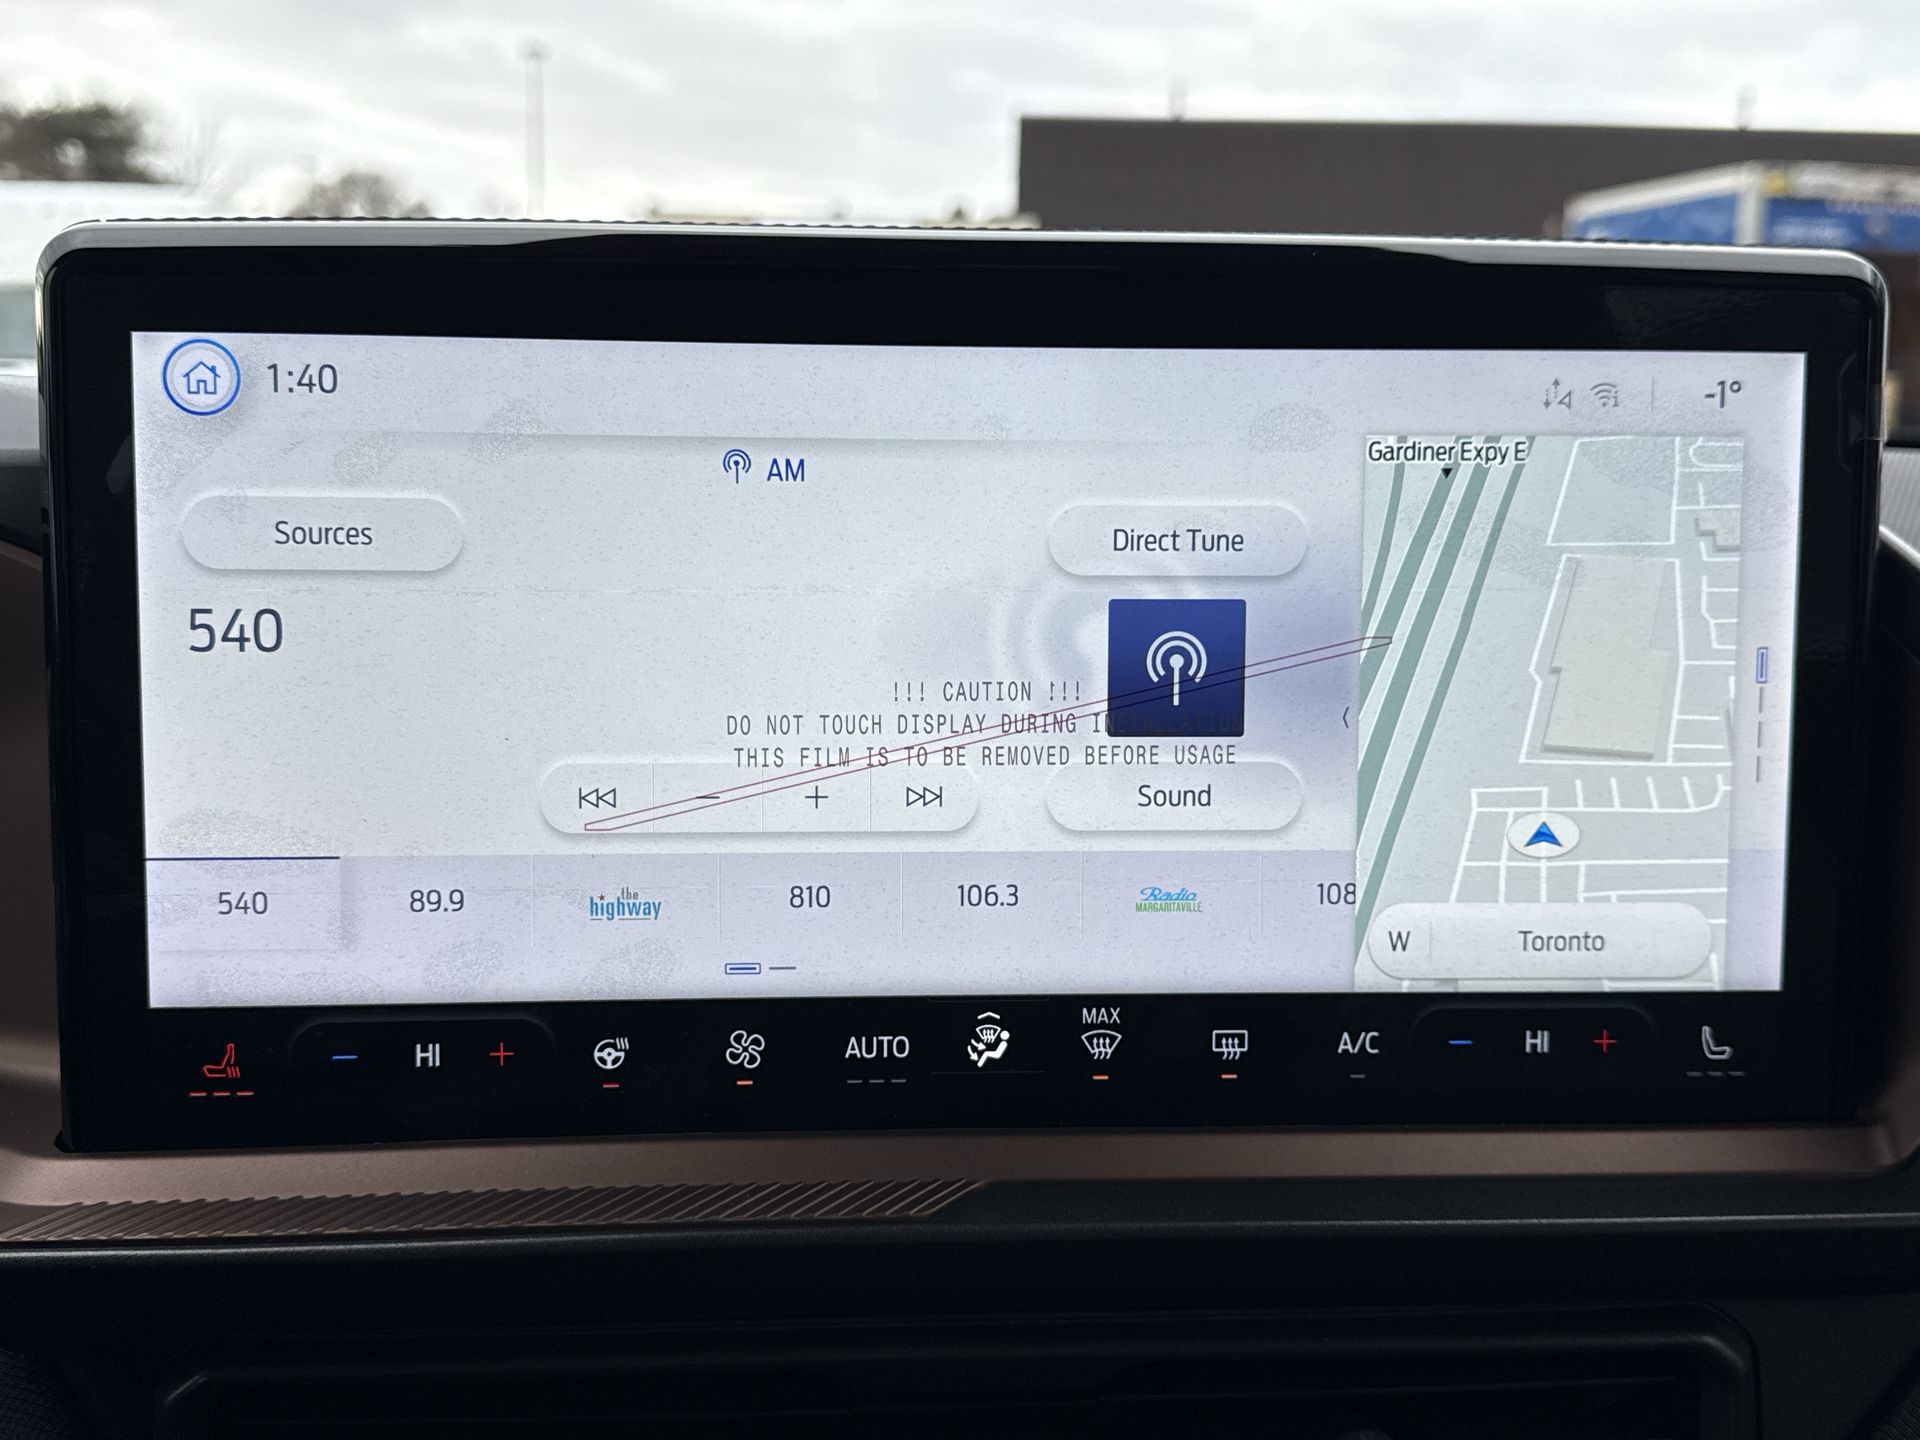 1:40
-1°
AM
Gardiner Expy E
Sources
Direct Tune
540
!!! CAUTION !!!
DO NOT TOUCH DISPLAY DURING INSTALLATION
THIS FILM IS TO BE REMOVED BEFORE USAGE
Sound
540
89.9
the
highway
810
106.3
Radio
MARGARITAVILLE
108
W
Toronto
HI
AUTO
MAX
A/C
HI